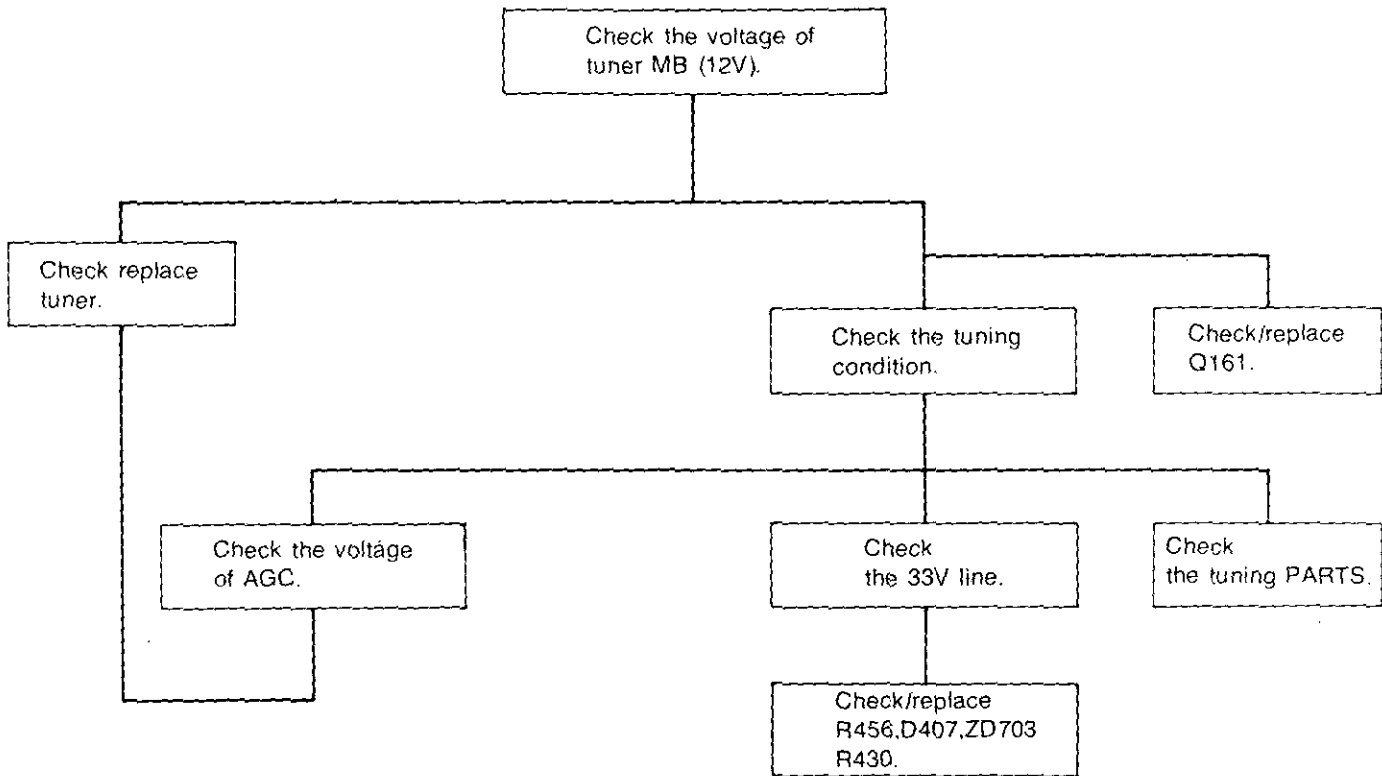 Check the voltage of
tuner MB (12V).
Check replace
tuner.
Check the tuning
condition.
Check/replace
Q161.
Check the voltage
of AGC.
Check
the 33V line.
Check
the tuning PARTS.
Check/replace
R456,D407,ZD703
R430.